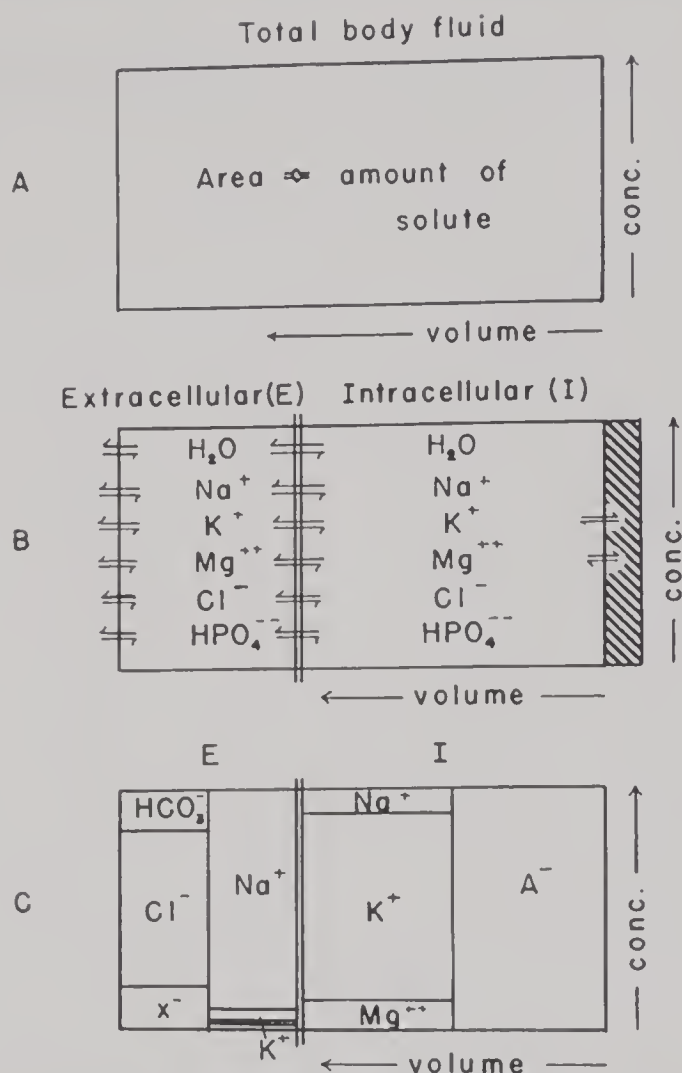 Total body fluid
A
Area ≎ amount of
solute
conc.
volume
Extracellular(E) Intracellular (I)
B
H₂O H₂O
Na⁺ Na⁺
K⁺ K⁺
Mg⁺⁺ Mg⁺⁺
Cl⁻ Cl⁻
HPO₄⁻⁻ HPO₄⁻⁻
conc.
volume
E I
C
HCO₃⁻ Na⁺
Cl⁻ Na⁺ K⁺ A⁻
x⁻ Mg⁺⁺
K⁺
conc.
volume